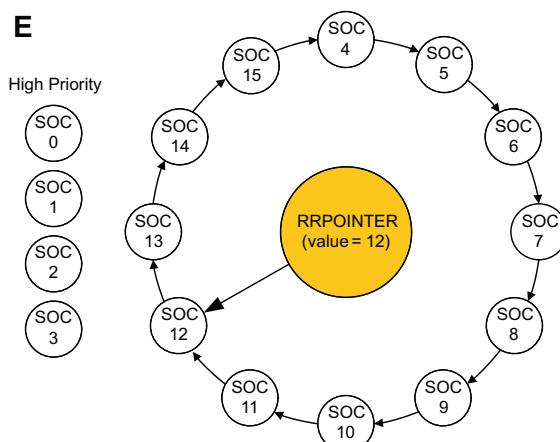 E
High Priority
SOC
0
SOC
1
SOC
2
SOC
3
SOC
4
SOC
5
SOC
6
SOC
7
SOC
8
SOC
9
SOC
10
SOC
11
SOC
12
SOC
13
SOC
14
SOC
15
RRPOINTER
(value = 12)